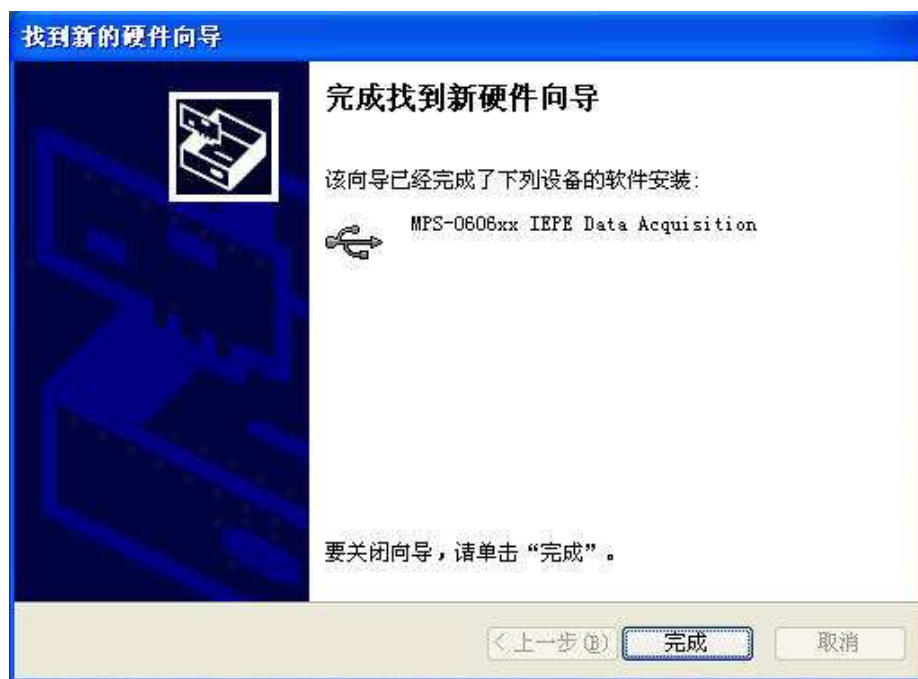 找到新的硬件向导
完成找到新硬件向导
该向导已经完成了下列设备的软件安装:
MPS-0606xx IEPE Data Acquisition
要关闭向导，请单击“完成”。
<上一步(B)
完成
取消